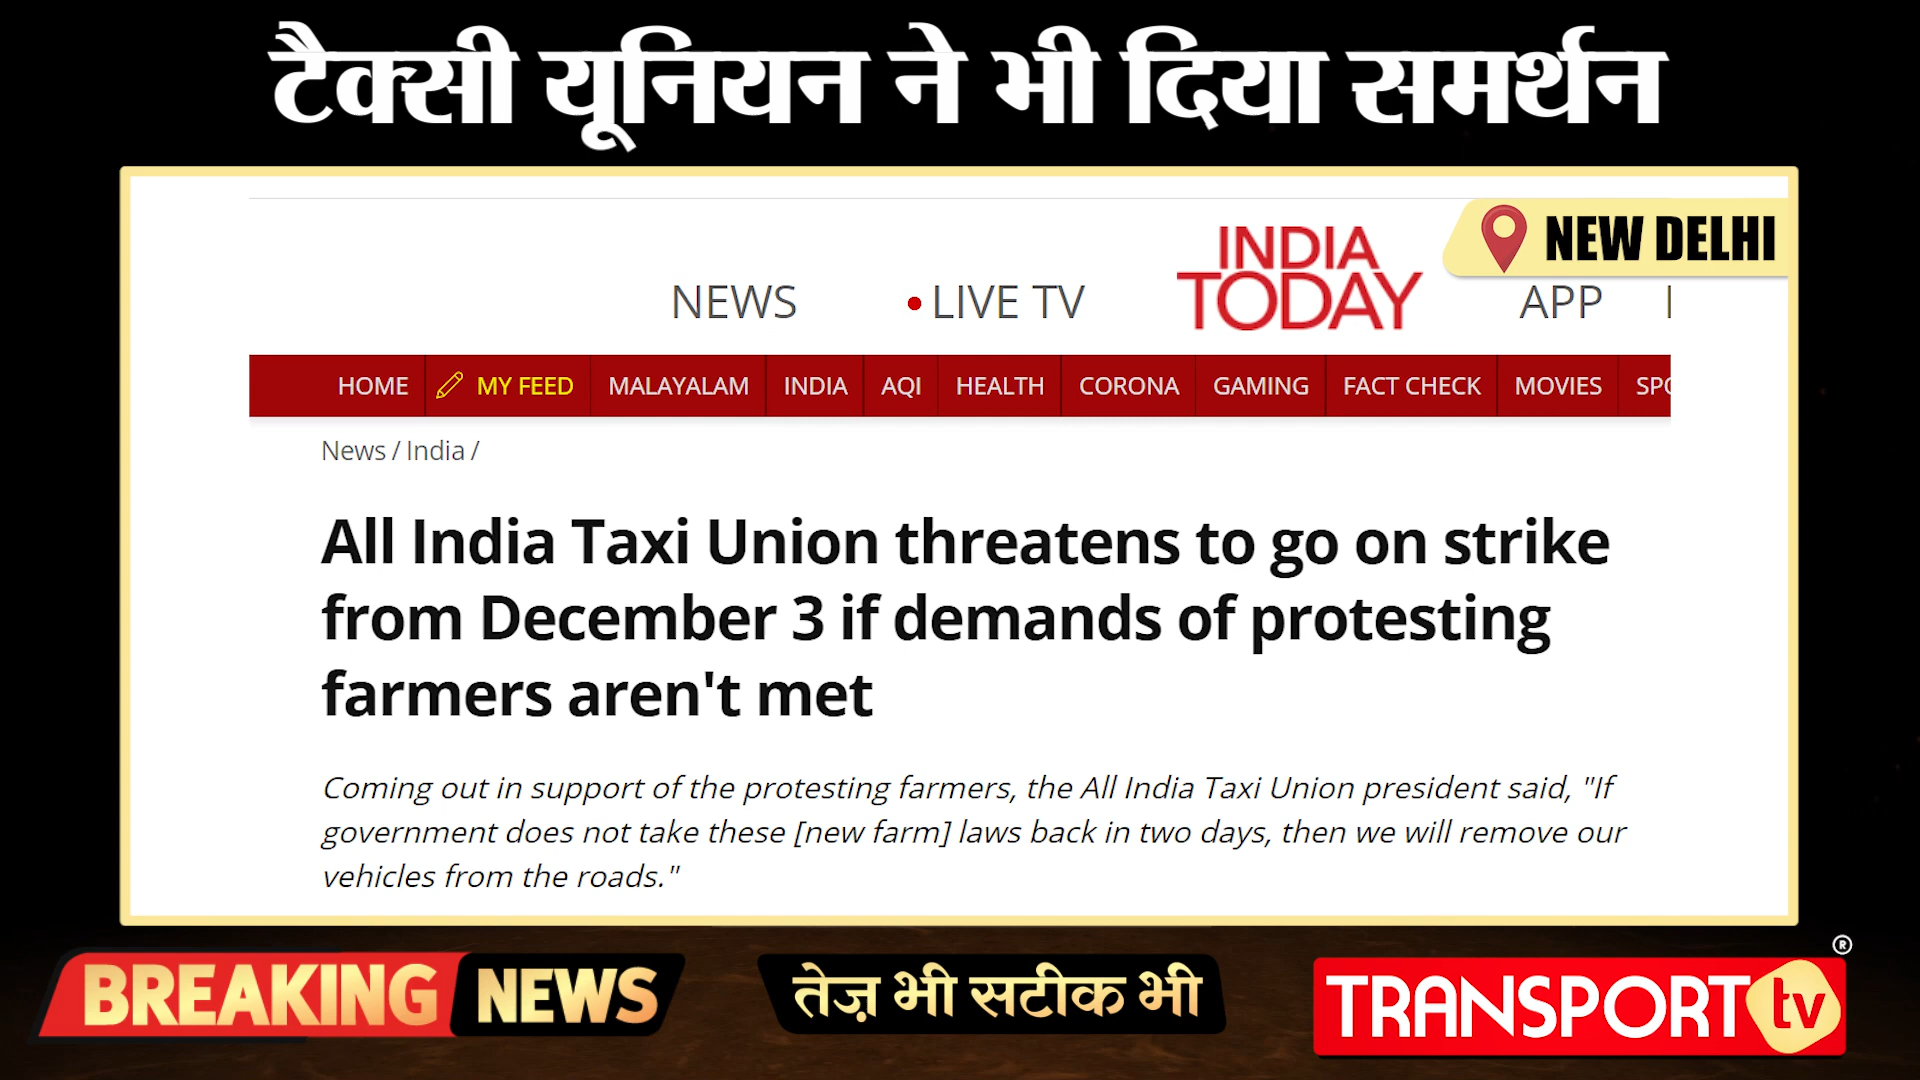 टैक्सी यूनियन ने भी दिया समर्थन
NEW DELHI
INDIA
TODAY
NEWS
LIVE TV
APP
HOME MY FEED MALAYALAM INDIA AQI HEALTH CORONA GAMING FACT CHECK MOVIES
News / India /
All India Taxi Union threatens to go on strike
from December 3 if demands of protesting
farmers aren't met
Coming out in support of the protesting farmers, the All India Taxi Union president said, "If
government does not take these [new farm] laws back in two days, then we will remove our
vehicles from the roads."
BREAKING NEWS
तेज़ भी सटीक भी
TRANSPORT tv ®